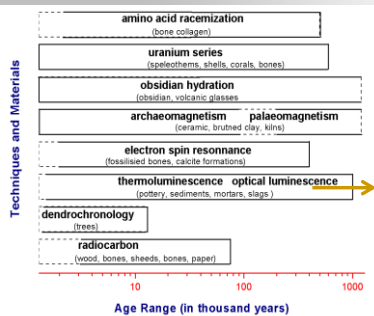 amino acid racemization
(bone collagen)
uranium series
(speleothems, shells, corals, bones)
obsidian hydration
(obsidian, volcanic glasses
archaeomagnetism palaeomagnetism
(ceramic, brutned clay, kilns)
electron spin resonnance
(fossilisied bones, calcite formations)
thermoluminescence optical luminescence
(pottery, sediments, mortars, slags )
dendrochronology
(trees)
radiocarbon
(wood, bones, sheeds, bones, paper)
10 100 1000
Age Range (in thousand years)
Techniques and Materials